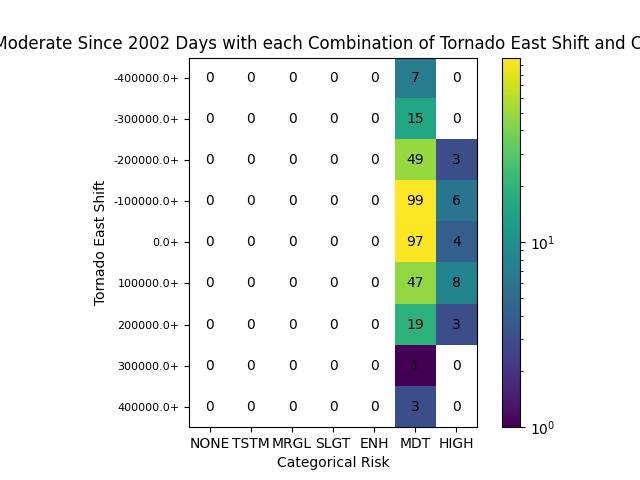 Moderate Since 2002 Days with each Combination of Tornado East Shift and
-400000.0+ 0 0 0 0 0 7 0
-300000.0+ 0 0 0 0 0 15 0
-200000.0+ 0 0 0 0 0 49 3
-100000.0+ 0 0 0 0 0 99 6
0.0+ 0 0 0 0 0 97 4
100000.0+ 0 0 0 0 0 47 8
200000.0+ 0 0 0 0 0 19 3
300000.0+ 0 0 0 0 0 1 0
400000.0+ 0 0 0 0 0 3 0
NONE TSTM MRGL SLGT ENH MDT HIGH
Categorical Risk
Tornado East Shift
10¹
10⁰